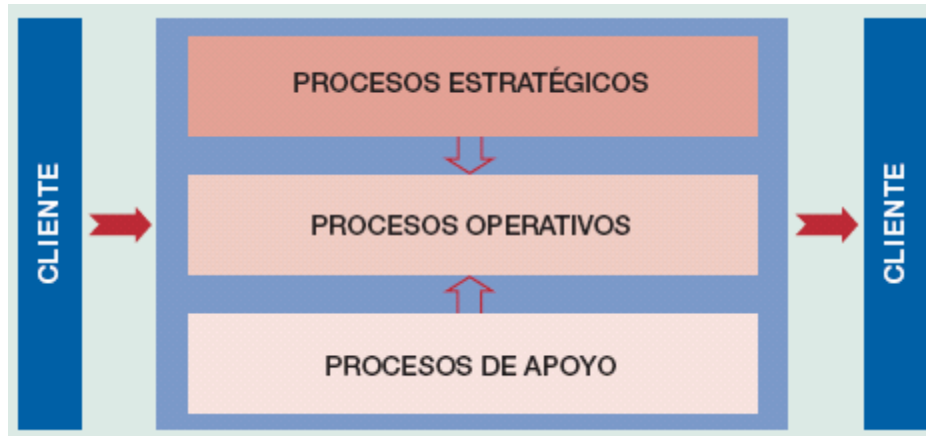 CLIENTE
PROCESOS ESTRATÉGICOS
PROCESOS OPERATIVOS
PROCESOS DE APOYO
CLIENTE